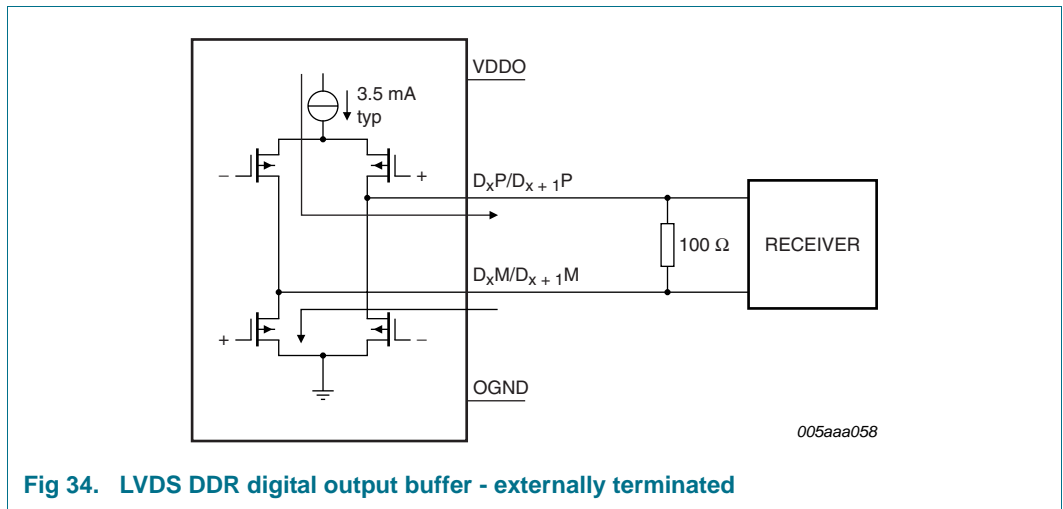 VDDO
3.5 mA
typ
– +
DxP/Dx + 1P
100 Ω RECEIVER
DxM/Dx + 1M
+ –
OGND
005aaa058
Fig 34. LVDS DDR digital output buffer - externally terminated